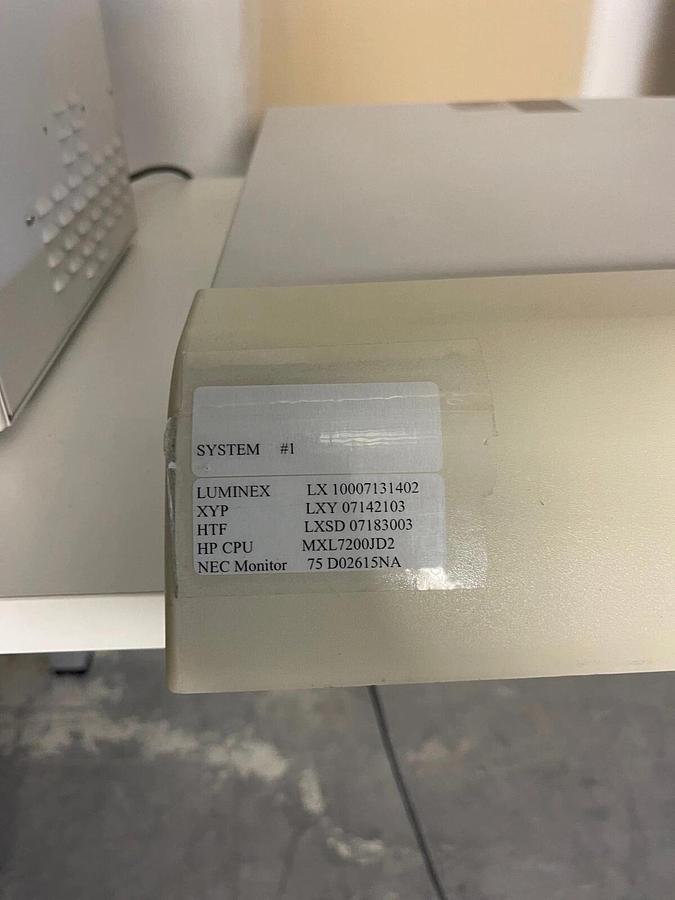 SYSTEM #1
LUMINEX LX 10007131402
XYP LXY 07142103
HTF LXSD 07183003
HP CPU MXL7200JD2
NEC Monitor 75 D02615NA